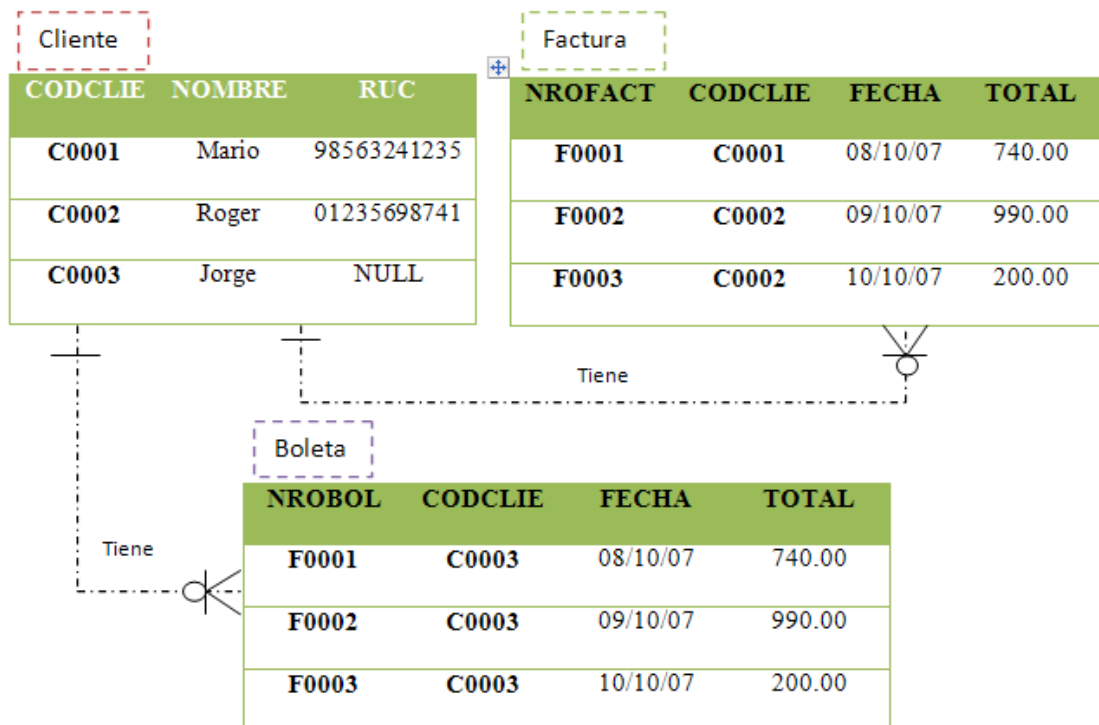 Cliente
CODCLIE NOMBRE RUC
C0001 Mario 98563241235
C0002 Roger 01235698741
C0003 Jorge NULL
Factura
NROFACT CODCLIE FECHA TOTAL
F0001 C0001 08/10/07 740.00
F0002 C0002 09/10/07 990.00
F0003 C0002 10/10/07 200.00
Tiene
Tiene
Boleta
NROBOL CODCLIE FECHA TOTAL
F0001 C0003 08/10/07 740.00
F0002 C0003 09/10/07 990.00
F0003 C0003 10/10/07 200.00